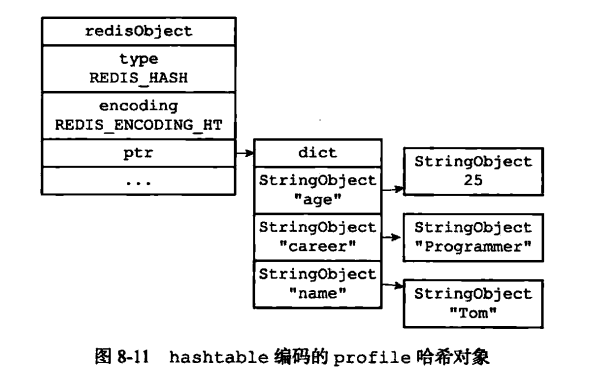 redisObject
type
REDIS_HASH
encoding
REDIS_ENCODING_HT
ptr
...
dict
StringObject
"age"
StringObject
"career"
StringObject
"name"
StringObject
25
StringObject
"Programmer"
StringObject
"Tom"
图 8-11 hashtable 编码的 profile 哈希对象